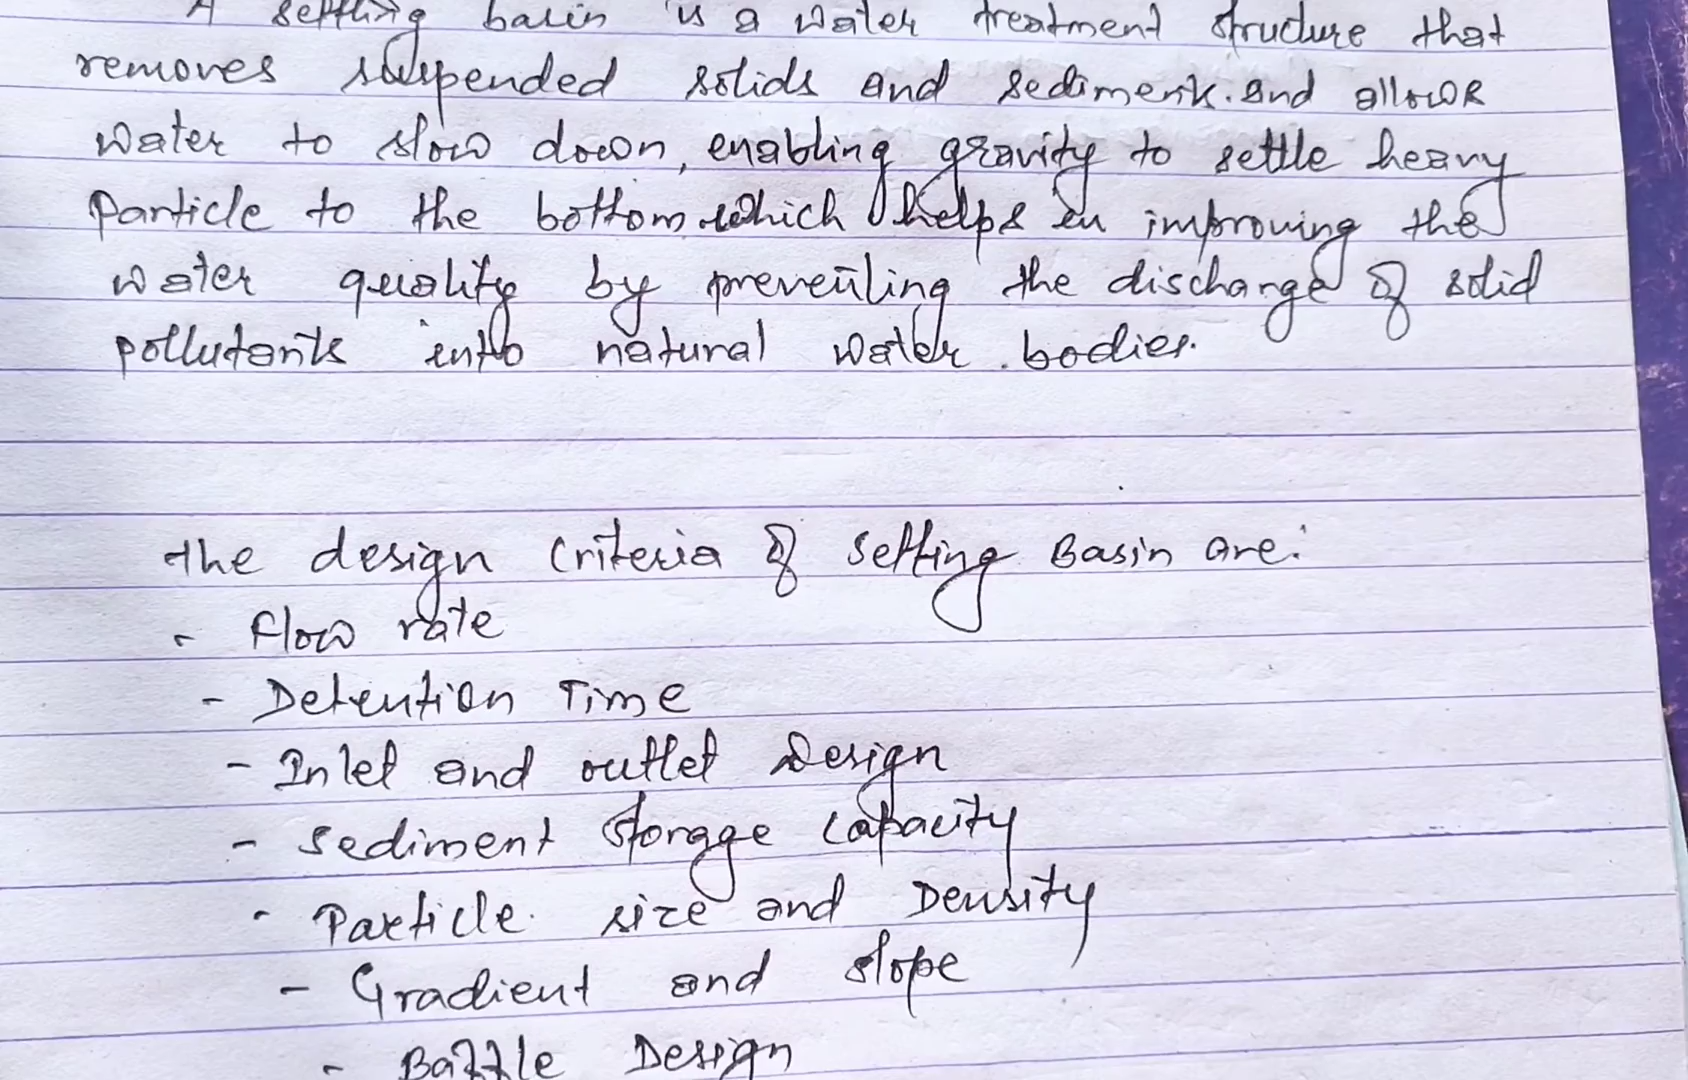 A settling basin is a water treatment structure that
removes suspended solids and sediments. and allows
water to slow down, enabling gravity to settle heavy
Particle to the bottom which helps in improving the
water quality by preventing the discharge of solid
pollutants into natural water bodies.
The design Criteria of Settling Basin are:
- Flow rate
- Detention Time
- Inlet and outlet Design
- Sediment Storage Capacity
- Particle size and Density
- Gradient and slope
- Baffle Design